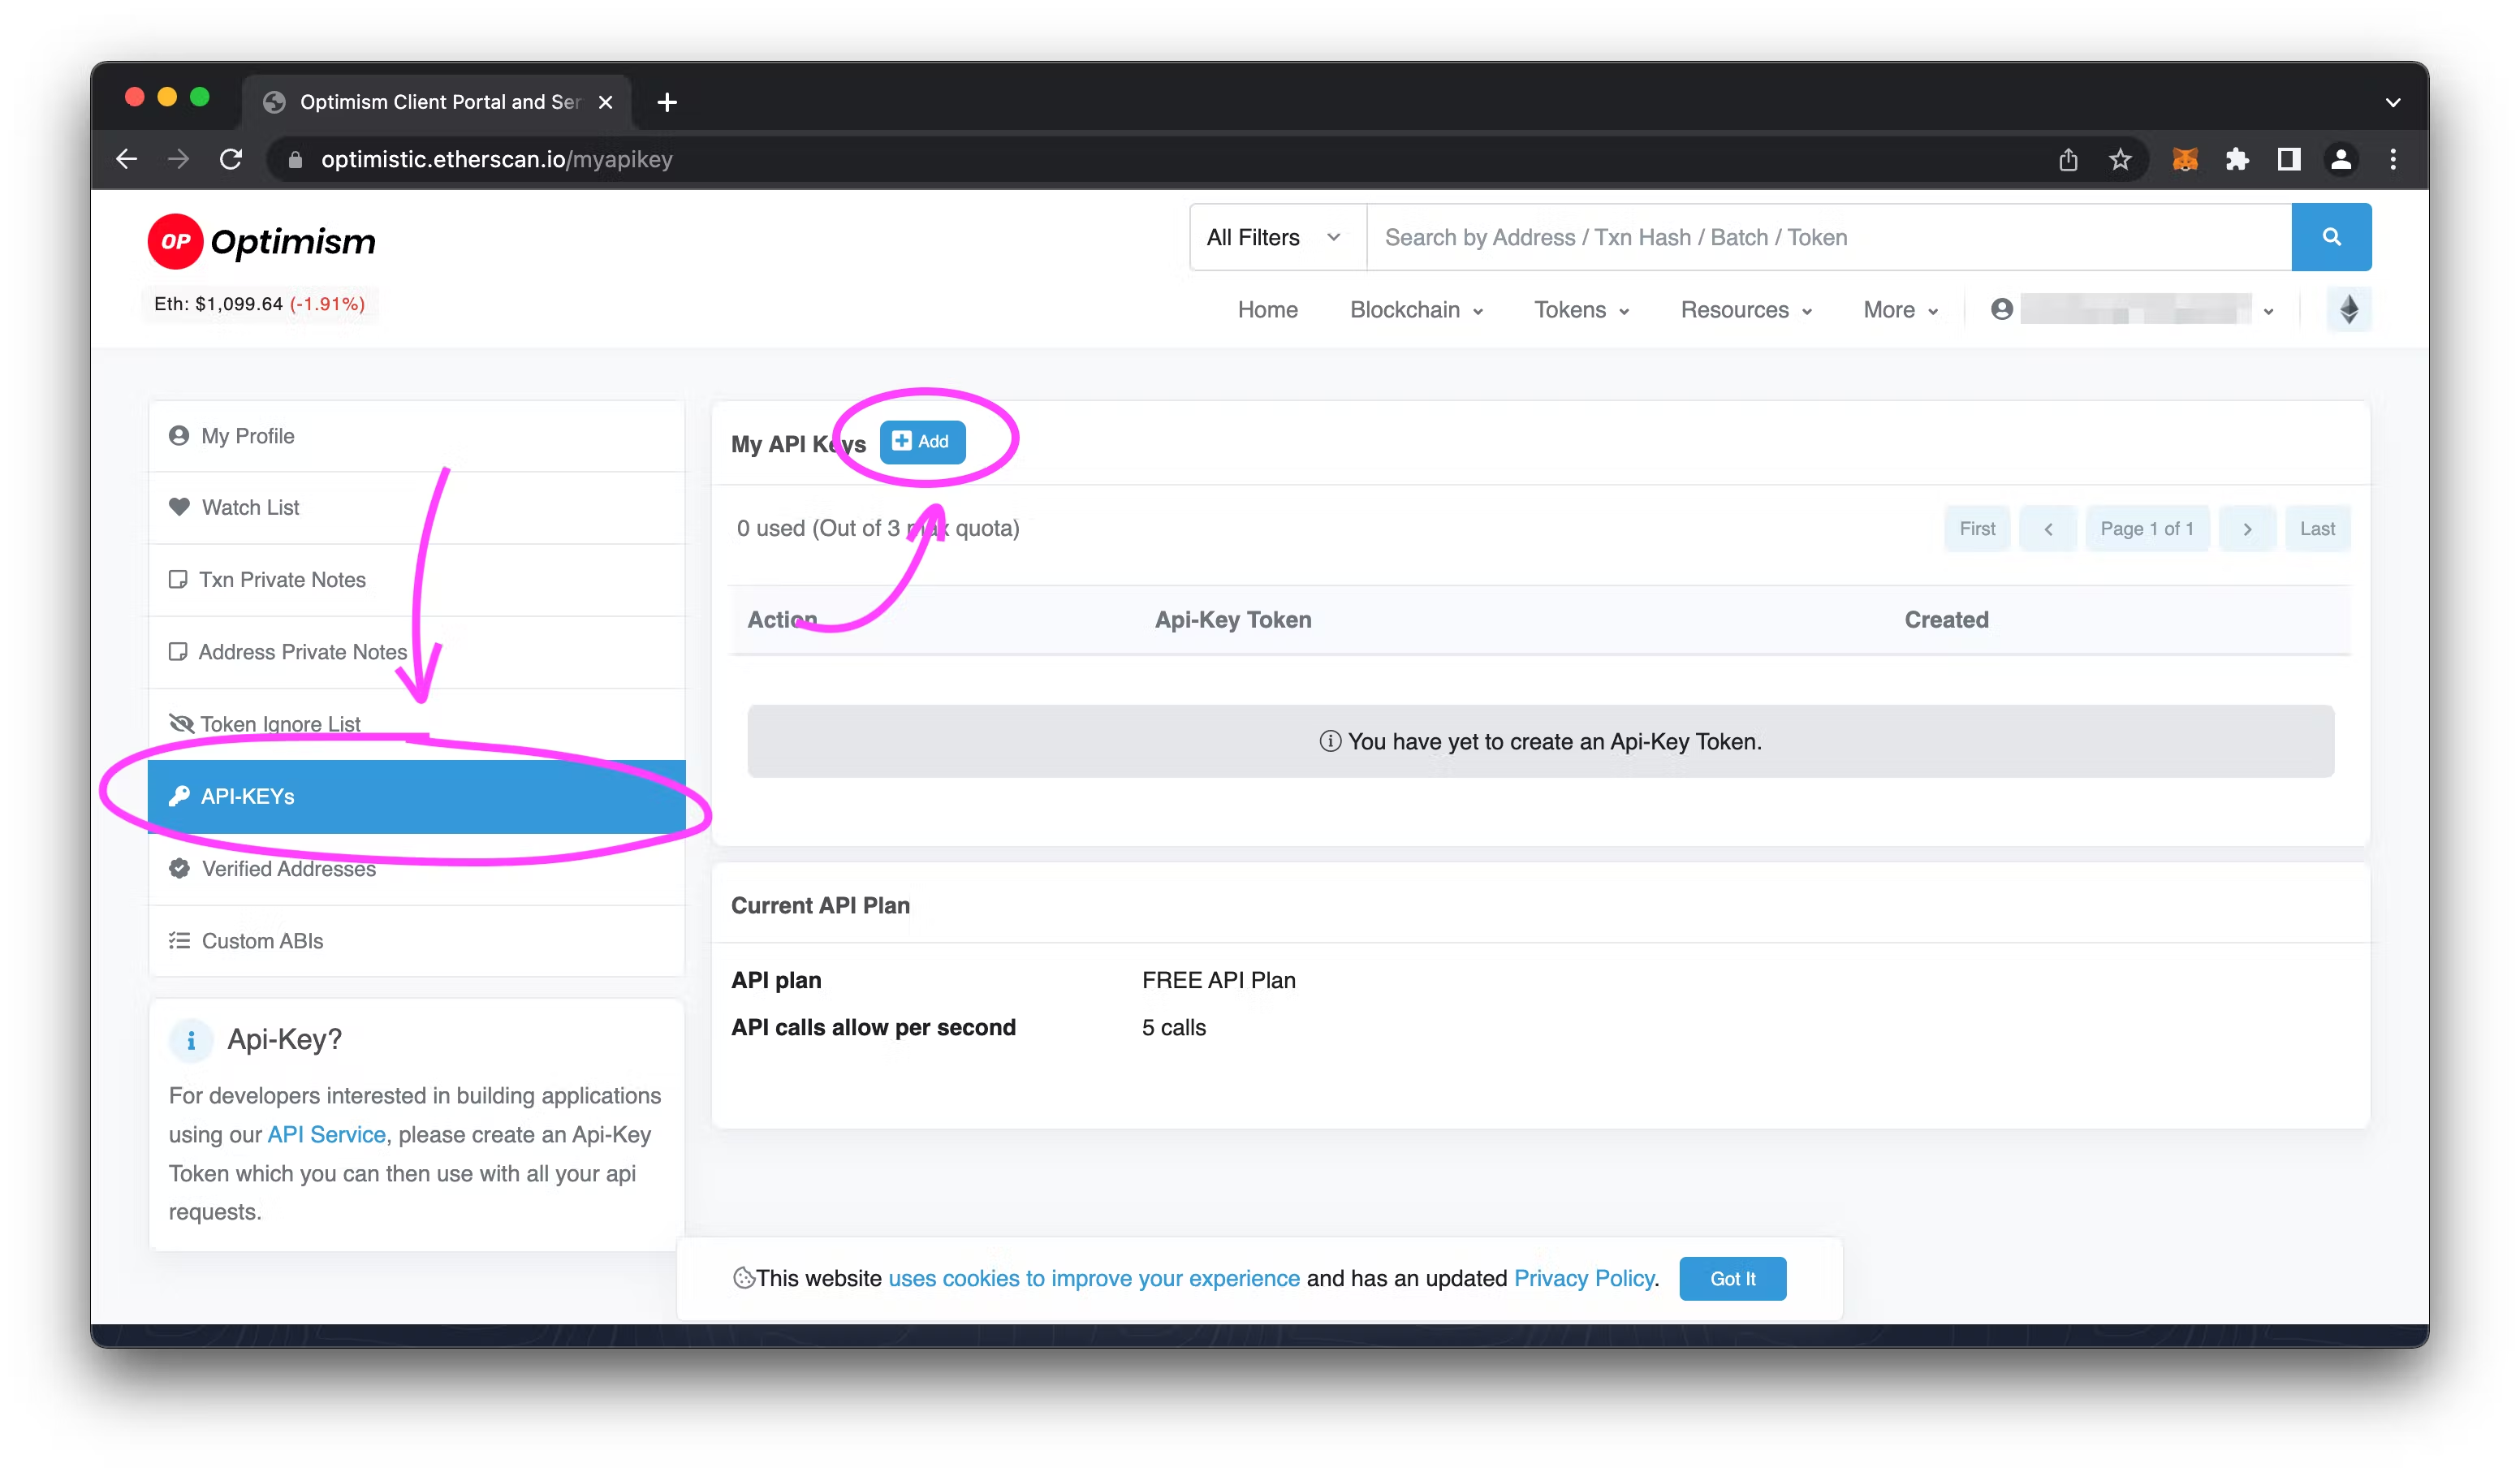 Optimism Client Portal and Ser
optimistic.etherscan.io/myapikey
OP Optimism
All Filters
Search by Address / Txn Hash / Batch / Token
Eth: $1,099.64 (-1.91%)
Home Blockchain Tokens Resources More
My Profile
Watch List
Txn Private Notes
Address Private Notes
Token Ignore List
API-KEYs
Verified Addresses
Custom ABIs
Api-Key?
For developers interested in building applications
using our API Service, please create an Api-Key
Token which you can then use with all your api
requests.
My API Keys Add
0 used (Out of 3 max quota)
First Page 1 of 1 Last
Action Api-Key Token Created
You have yet to create an Api-Key Token.
Current API Plan
API plan FREE API Plan
API calls allow per second 5 calls
This website uses cookies to improve your experience and has an updated Privacy Policy. Got It